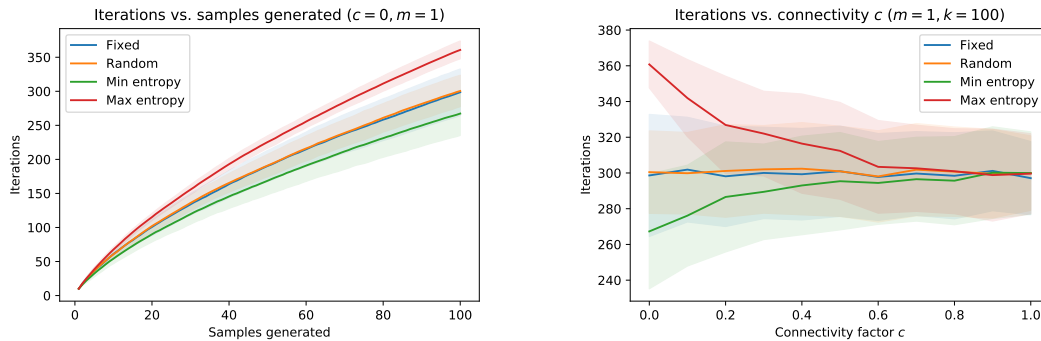 Iterations vs. samples generated (c = 0, m = 1)
Fixed
Random
Min entropy
Max entropy
Iterations
350
300
250
200
150
100
50
0
0 20 40 60 80 100
Samples generated
Iterations vs. connectivity c (m = 1, k = 100)
Fixed
Random
Min entropy
Max entropy
Iterations
380
360
340
320
300
280
260
240
0.0 0.2 0.4 0.6 0.8 1.0
Connectivity factor c